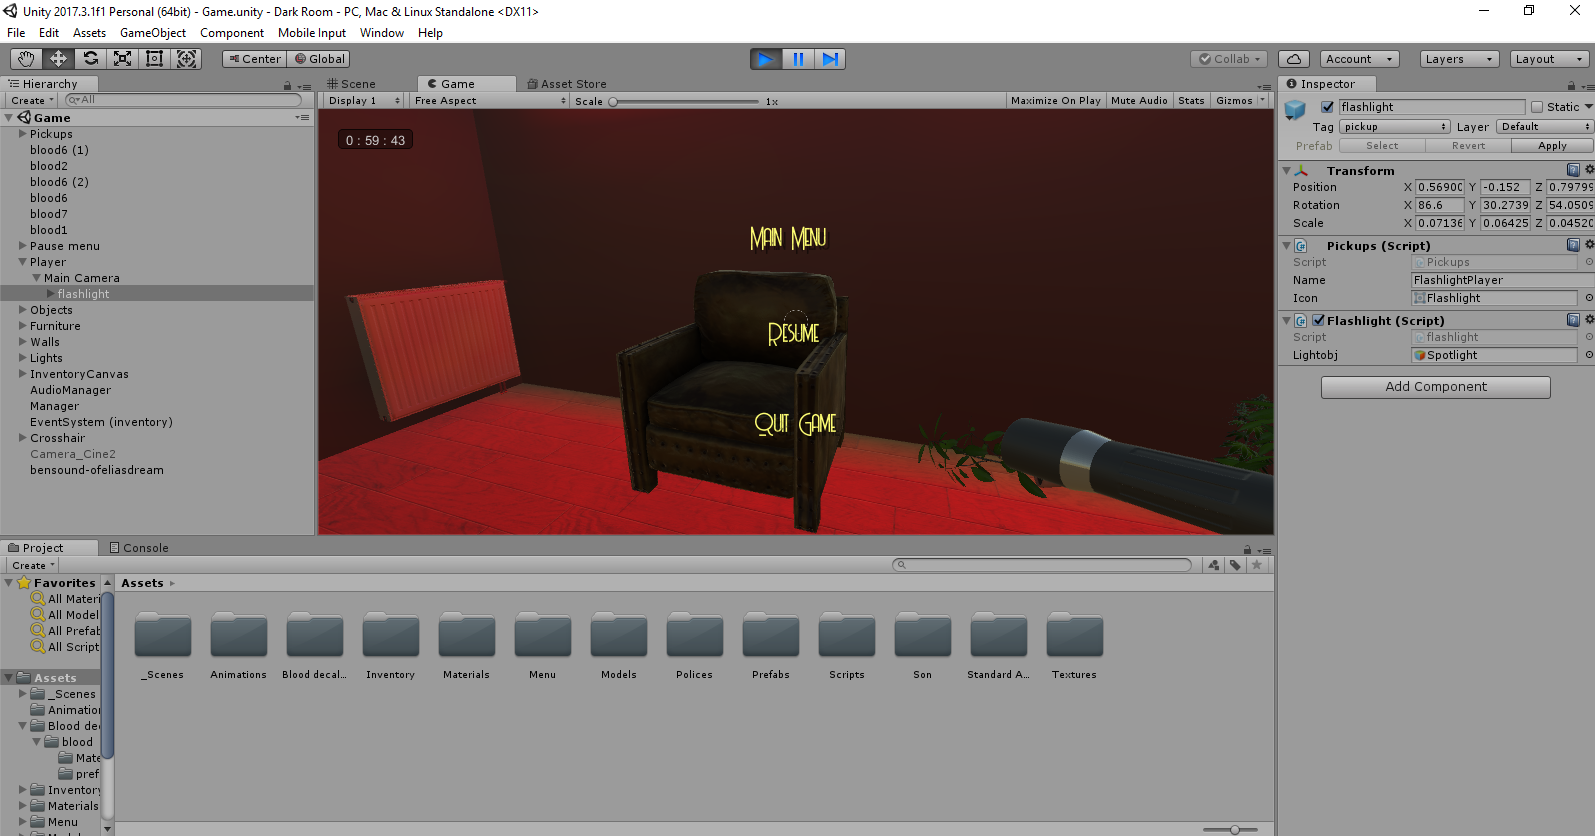 Unity 2017.3.1f1 Personal (64bit) - Game.unity - Dark Room - PC, Mac & Linux Standalone <DX11>
File Edit Assets GameObject Component Mobile Input Window Help
Center Global Collab Account Layers Layout
Hierarchy
Create All
Game
Pickups
blood6 (1)
blood2
blood6 (2)
blood6
blood7
blood1
Pause menu
Player
Main Camera
flashlight
Objects
Furniture
Walls
Lights
InventoryCanvas
AudioManager
Manager
EventSystem (inventory)
Crosshair
Camera_Cine2
bensound-ofeliasdream
Scene Game Asset Store
Display 1 Free Aspect Scale 1x Maximize On Play Mute Audio Stats Gizmos
0 : 59 : 43
Main Menu
Resume
Quit Game
Inspector
flashlight Static
Tag pickup Layer Default
Prefab Select Revert Apply
Transform
Position X 0.56900 Y -0.152 Z 0.79799
Rotation X 86.6 Y 30.2739 Z 54.0509
Scale X 0.07136 Y 0.06425 Z 0.04520
Pickups (Script)
Script Pickups
Name FlashlightPlayer
Icon Flashlight
Flashlight (Script)
Script flashlight
Lightobj Spotlight
Add Component
Project Console
Create
Favorites
All Materi
All Model
All Prefab
All Script
Assets
_Scenes
Animation
Blood dec
blood
Mate
pref
Inventory
Materials
Menu
Assets
_Scenes Animations Blood decal... Inventory Materials Menu Models Polices Prefabs Scripts Son Standard A... Textures